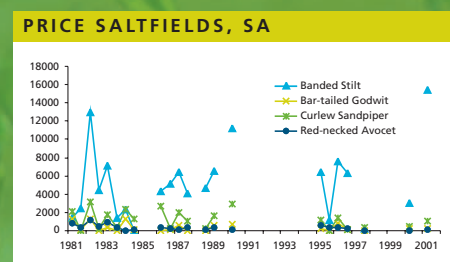 PRICE SALTFIELDS, SA
18000
16000
14000
12000
10000
8000
6000
4000
2000
0
Banded Stilt
Bar-tailed Godwit
Curlew Sandpiper
Red-necked Avocet
1981 1983 1985 1987 1989 1991 1993 1995 1997 1999 2001